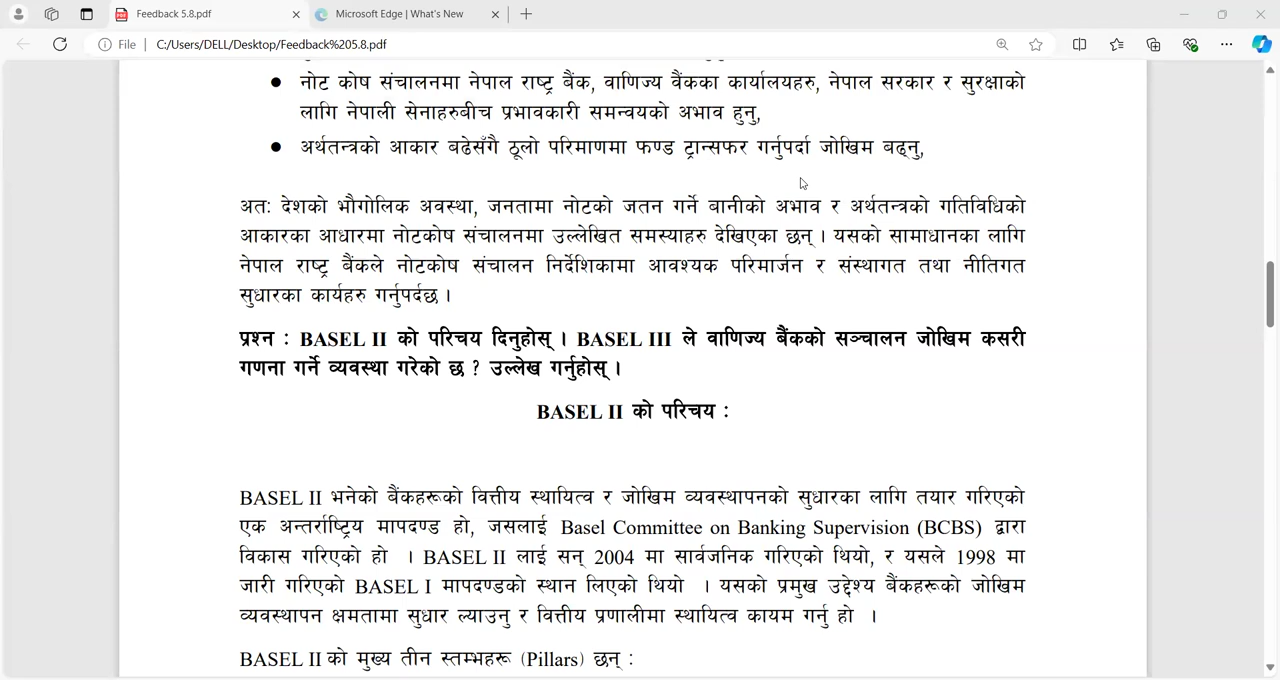 Feedback 5.8.pdf
Microsoft Edge | What's New
File
C:/Users/DELL/Desktop/Feedback%205.8.pdf
● नोट कोष संचालनमा नेपाल राष्ट्र बैंक, वाणिज्य वैंकका कार्यालयहरु, नेपाल सरकार र सुरक्षाको
लागि नेपाली सेनाहरुबीच प्रभावकारी समन्वयको अभाव हुनु,
● अर्थतन्त्रको आकार बढेसँगै ठूलो परिमाणमा फण्ड ट्रान्सफर गर्नुपर्दा जोखिम बढ्नु,
अत: देशको भौगोलिक अवस्था, जनतामा नोटको जतन गर्ने बानीको अभाव र अर्थतन्त्रको गतिविधिको
आकारका आधारमा नोटकोष संचालनमा उल्लेखित समस्याहरु देखिएका छन् । यसको सामाधानका लागि
नेपाल राष्ट्र बैंकले नोटकोष संचालन निर्देशिकामा आवश्यक परिमार्जन र संस्थागत तथा नीतिगत
सुधारका कार्यहरु गर्नुपर्दछ ।
प्रश्न : BASEL II को परिचय दिनुहोस् । BASEL III ले वाणिज्य बैंकको सञ्चालन जोखिम कसरी
गणना गर्ने व्यवस्था गरेको छ ? उल्लेख गर्नुहोस् ।
BASEL II को परिचय :
BASEL II भनेको बैंकहरूको वित्तीय स्थायित्व र जोखिम व्यवस्थापनको सुधारका लागि तयार गरिएको
एक अन्तर्राष्ट्रिय मापदण्ड हो, जसलाई Basel Committee on Banking Supervision (BCBS) द्वारा
विकास गरिएको हो । BASEL II लाई सन् 2004 मा सार्वजनिक गरिएको थियो, र यसले 1998 मा
जारी गरिएको BASEL I मापदण्डको स्थान लिएको थियो । यसको प्रमुख उद्देश्य बैंकहरूको जोखिम
व्यवस्थापन क्षमतामा सुधार ल्याउनु र वित्तीय प्रणालीमा स्थायित्व कायम गर्नु हो ।
BASEL II को मुख्य तीन स्तम्भहरू (Pillars) छन् :